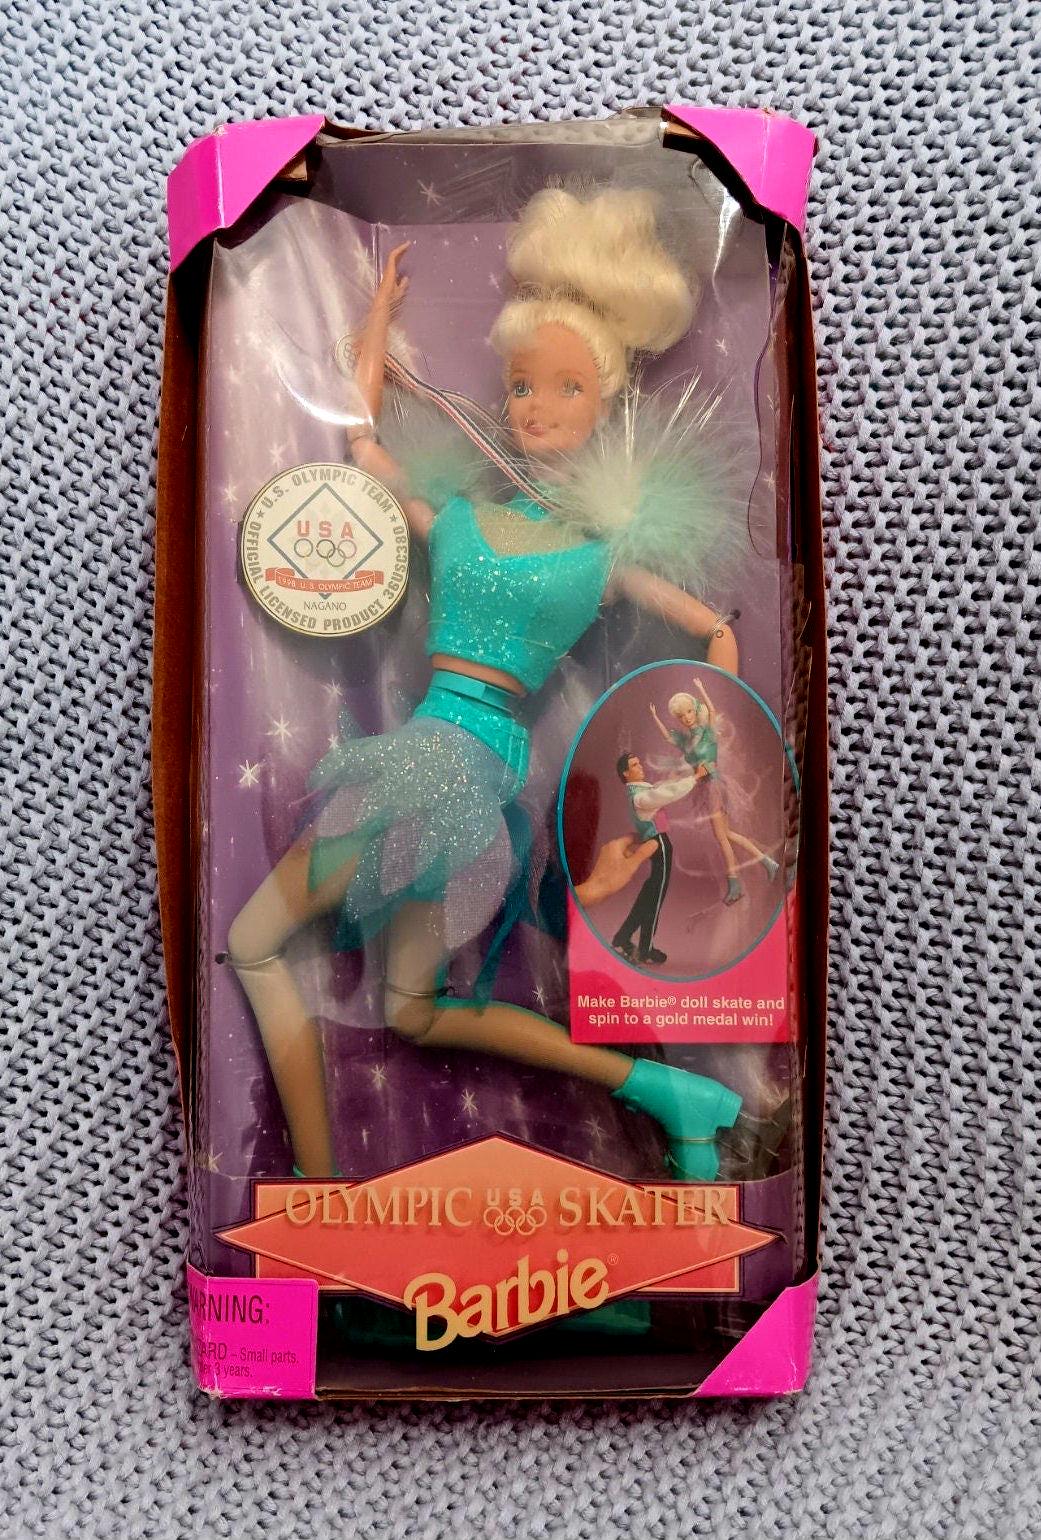 ★ U.S. OLYMPIC TEAM ★
OFFICIAL LICENSED PRODUCT 36USC380
USA
1998 U.S. OLYMPIC TEAM
NAGANO
Make Barbie® doll skate and
spin to a gold medal win!
OLYMPIC USA SKATER
Barbie®
ARNING:
ARD – Small parts.
3 years.